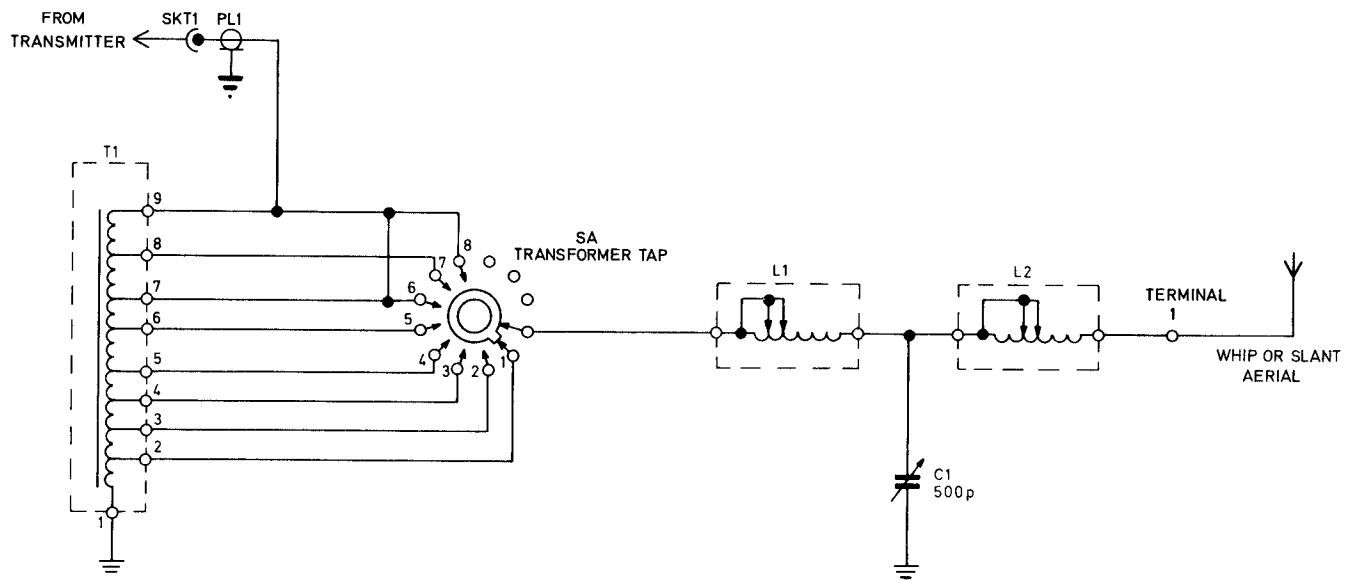 FROM
TRANSMITTER
SKT1 PL1
T1
9
8
7
6
5
4
3
2
1
SA
TRANSFORMER TAP
8
7
6
5
4
3
2
1
L1
L2
TERMINAL
1
WHIP OR SLANT
AERIAL
C1
500p